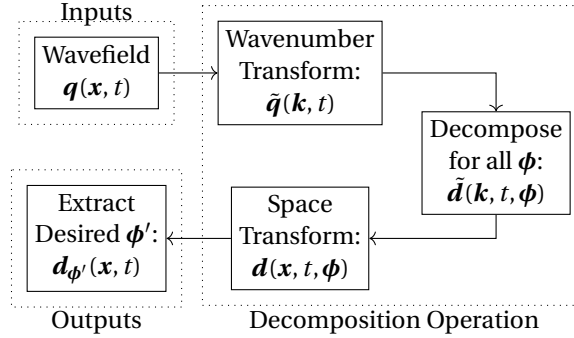 Inputs
Wavefield
q(x, t)
Wavenumber
Transform:
q̃(k, t)
Decompose
for all ϕ:
d̃(k, t, ϕ)
Space
Transform:
d(x, t, ϕ)
Extract
Desired ϕ′:
dϕ′(x, t)
Outputs
Decomposition Operation